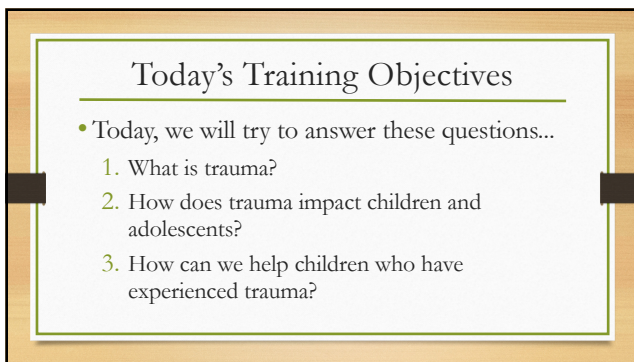 Today's Training Objectives
• Today, we will try to answer these questions...
1. What is trauma?
2. How does trauma impact children and
adolescents?
3. How can we help children who have
experienced trauma?